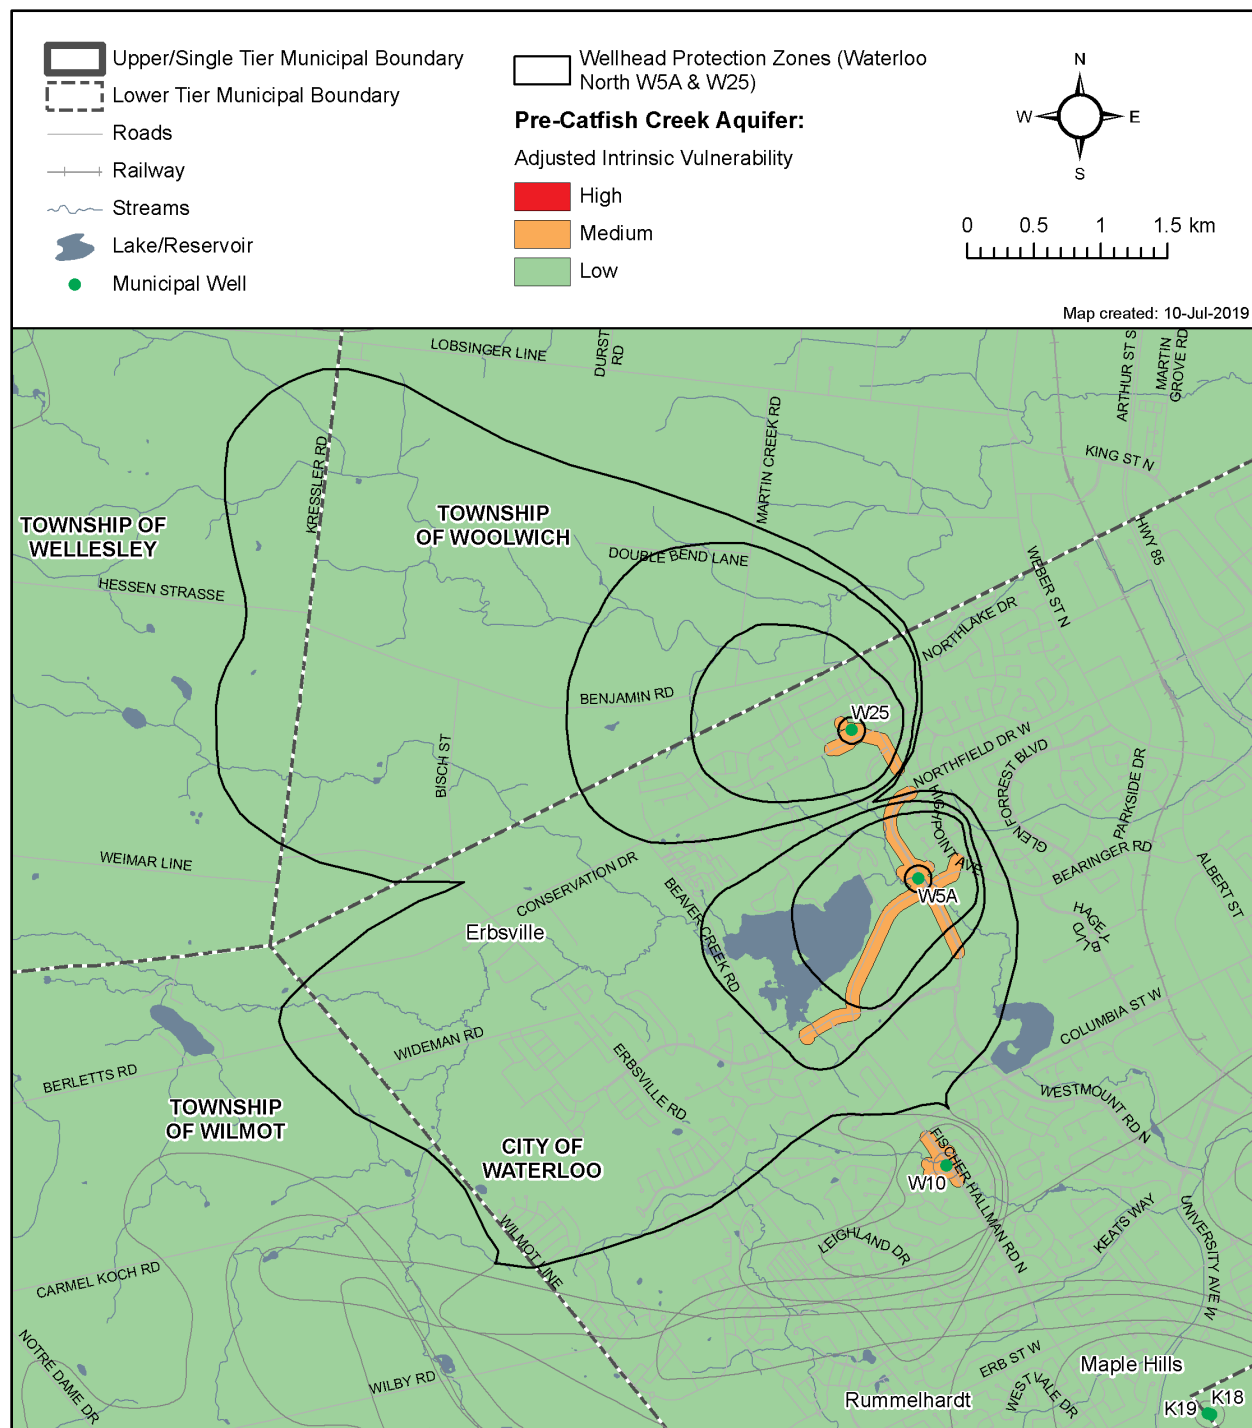 Upper/Single Tier Municipal Boundary
Lower Tier Municipal Boundary
Roads
Railway
Streams
Lake/Reservoir
Municipal Well
Wellhead Protection Zones (Waterloo
North W5A & W25)
Pre-Catfish Creek Aquifer:
Adjusted Intrinsic Vulnerability
High
Medium
Low
N
W
E
S
0 0.5 1 1.5 km
Map created: 10-Jul-2019
LOBSINGER LINE
DURST
RD
ARTHUR ST S
MARTIN
GROVE RD
MARTIN CREEK RD
KING ST N
KRESSLER RD
TOWNSHIP OF
WELLESLEY
TOWNSHIP
OF WOOLWICH
HWY 85
DOUBLE BEND LANE
HESSEN STRASSE
WEBER ST N
NORTHLAKE DR
BENJAMIN RD
W25
BISCH ST
NORTHFIELD DR W
GLEN FORREST BLVD
PARKSIDE DR
HIGHPOINT AVE
BEARINGER RD
WEIMAR LINE
CONSERVATION DR
BEAVER CREEK RD
W5A
ALBERT ST
HAGEY
BLVD
Erbsville
COLUMBIA ST W
WIDEMAN RD
BERLETTS RD
ERBSVILLE RD
WESTMOUNT RD N
TOWNSHIP
OF WILMOT
CITY OF
WATERLOO
FISCHER HALLMAN RD N
W10
KEATS WAY
UNIVERSITY AVE W
LEIGHLAND DR
WILMOT LINE
CARMEL KOCH RD
NOTRE DAME DR
WILBY RD
ERB ST W
WESTVALE DR
Maple Hills
Rummelhardt
K19
K18